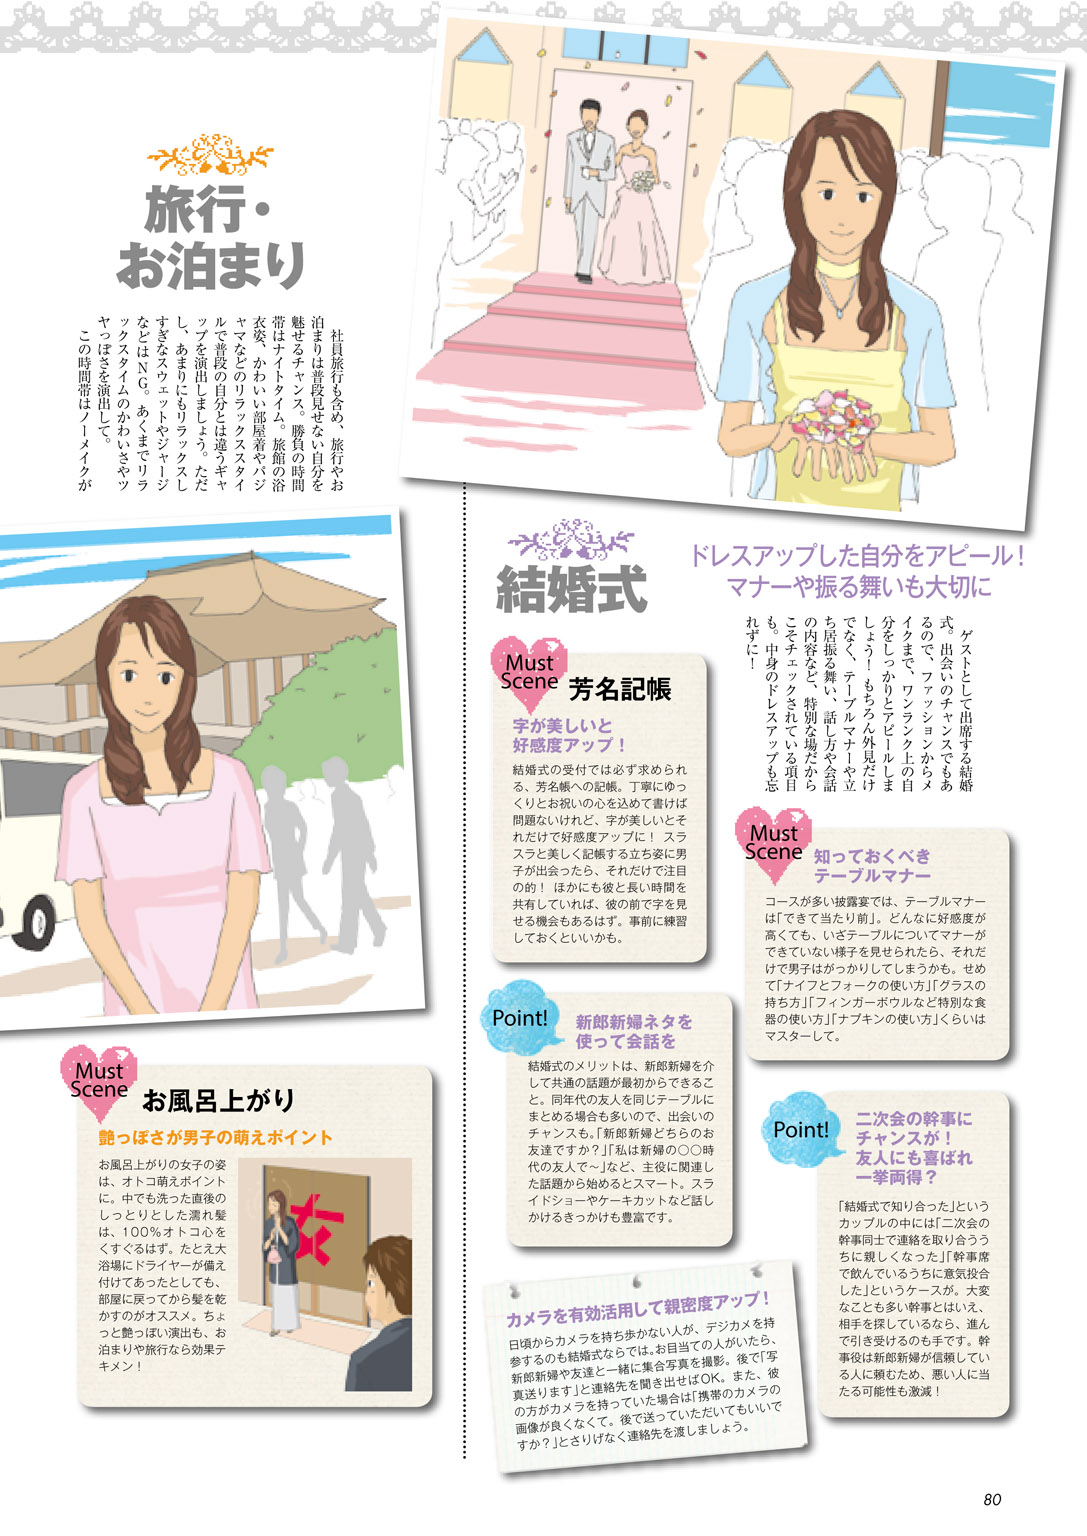 旅行・
お泊まり
社員旅行も含め、旅行やお
泊まりは普段見せない自分を
魅せるチャンス。勝負の時間
帯はナイトタイム。旅館の浴
衣姿、かわいい部屋着やパジ
ャマなどのリラックススタイ
ルで普段の自分とは違うギャ
ップを演出しましょう。ただ
し、あまりにもリラックスし
すぎなスウェットやジャージ
などはNG。あくまでリラ
ックスタイムのかわいさやツ
ヤっぽさを演出して。
この時間帯はノーメイクが
Must
Scene
お風呂上がり
艶っぽさが男子の萌えポイント
お風呂上がりの女子の姿
は、オトコ萌えポイント
に。中でも洗った直後の
しっとりとした濡れ髪
は、100%オトコ心を
くすぐるはず。たとえ大
浴場にドライヤーが備え
付けてあったとしても、
部屋に戻ってから髪を乾
かすのがオススメ。ちょ
っと艶っぽい演出も、お
泊まりや旅行なら効果テ
キメン！
女
結婚式
ドレスアップした自分をアピール！
マナーや振る舞いも大切に
ゲストとして出席する結婚
式。出会いのチャンスでもあ
るので、ファッションからメ
イクまで、ワンランク上の自
分をしっかりとアピールしま
しょう！ もちろん外見だけ
でなく、テーブルマナーや立
ち居振る舞い、話し方や会話
の内容など、特別な場だから
こそチェックされている項目
も。中身のドレスアップも忘
れずに！
Must
Scene
芳名記帳
字が美しいと
好感度アップ！
結婚式の受付では必ず求められ
る、芳名帳への記帳。丁寧にゆっ
くりとお祝いの心を込めて書けば
問題ないけれど、字が美しいとそ
れだけで好感度アップに！ スラ
スラと美しく記帳する立ち姿に男
子が出会ったら、それだけで注目
の的！ ほかにも彼と長い時間を
共有していれば、彼の前で字を見
せる機会もあるはず。事前に練習
しておくといいかも。
Must
Scene
知っておくべき
テーブルマナー
コースが多い披露宴では、テーブルマナー
は「できて当たり前」。どんなに好感度が
高くても、いざテーブルについてマナーが
できていない様子を見せられたら、それだ
けで男子はがっかりしてしまうかも。せめ
て「ナイフとフォークの使い方」「グラスの
持ち方」「フィンガーボウルなど特別な食
器の使い方」「ナプキンの使い方」くらいは
マスターして。
Point!
新郎新婦ネタを
使って会話を
結婚式のメリットは、新郎新婦を介
して共通の話題が最初からできるこ
と。同年代の友人を同じテーブルに
まとめる場合も多いので、出会いの
チャンスも。「新郎新婦どちらのお
友達ですか？」「私は新婦の〇〇時
代の友人で～」など、主役に関連し
た話題から始めるとスマート。スラ
イドショーやケーキカットなど話し
かけるきっかけも豊富です。
Point!
二次会の幹事に
チャンスが！
友人にも喜ばれ
一挙両得？
「結婚式で知り合った」という
カップルの中には「二次会の
幹事同士で連絡を取り合うう
ちに親しくなった」「幹事席
で飲んでいるうちに意気投合
した」というケースが。大変
なことも多い幹事とはいえ、
相手を探しているなら、進ん
で引き受けるのも手です。幹
事役は新郎新婦が信頼してい
る人に頼むため、悪い人に当
たる可能性も激減！
カメラを有効活用して親密度アップ！
日頃からカメラを持ち歩かない人が、デジカメを持
参するのも結婚式ならでは。お目当ての人がいたら、
新郎新婦や友達と一緒に集合写真を撮影。後で「写
真送ります」と連絡先を聞き出せばOK。また、彼
の方がカメラを持っていた場合は「携帯のカメラの
画像が良くなくて。後で送っていただいてもいいで
すか？」とさりげなく連絡先を渡しましょう。
80